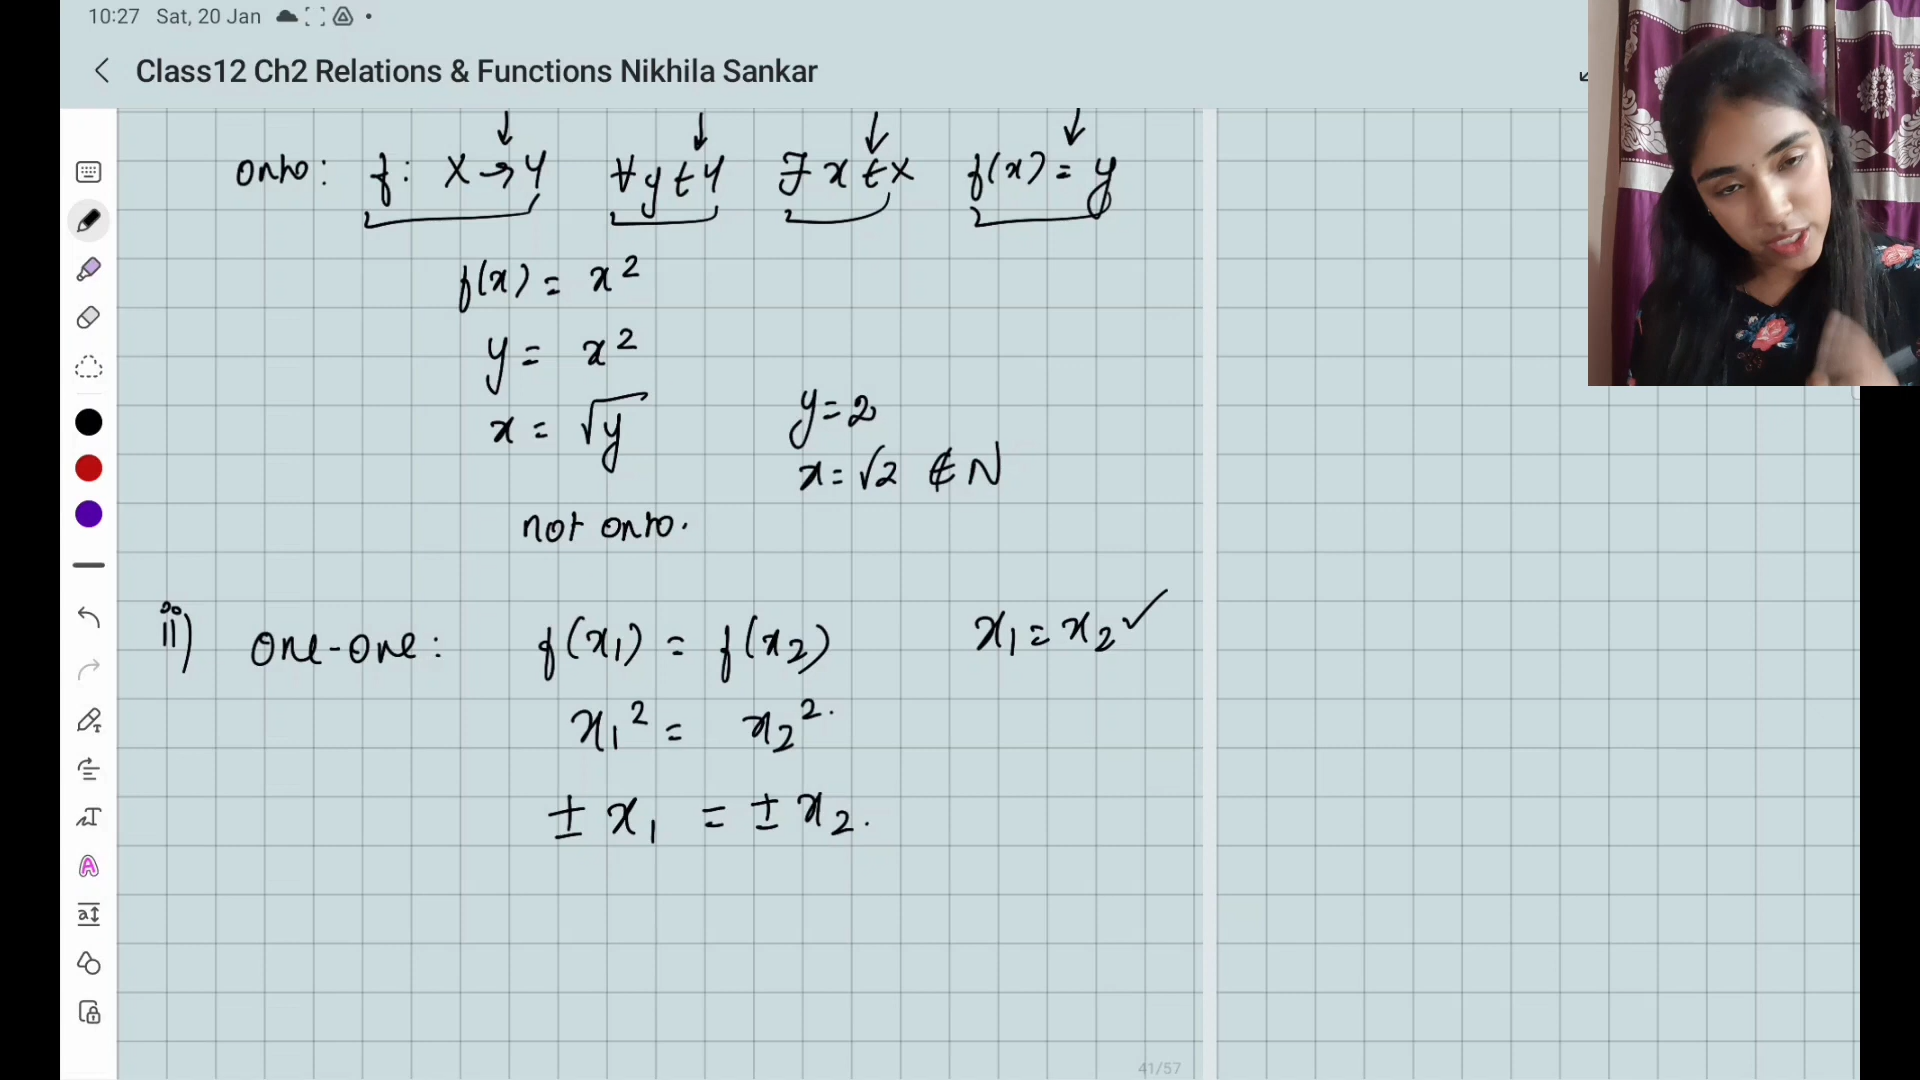 10:27 Sat, 20 Jan
Class12 Ch2 Relations & Functions Nikhila Sankar
onto: f: X → Y ∀ y ∈ Y ∃ x ∈ X f(x) = y
f(x) = x²
y = x²
x = √y
y = 2
x = √2 ∉ N
not onto.
ii) one-one: f(x₁) = f(x₂) x₁ = x₂ ✓
x₁² = x₂².
± x₁ = ± x₂.
41/57